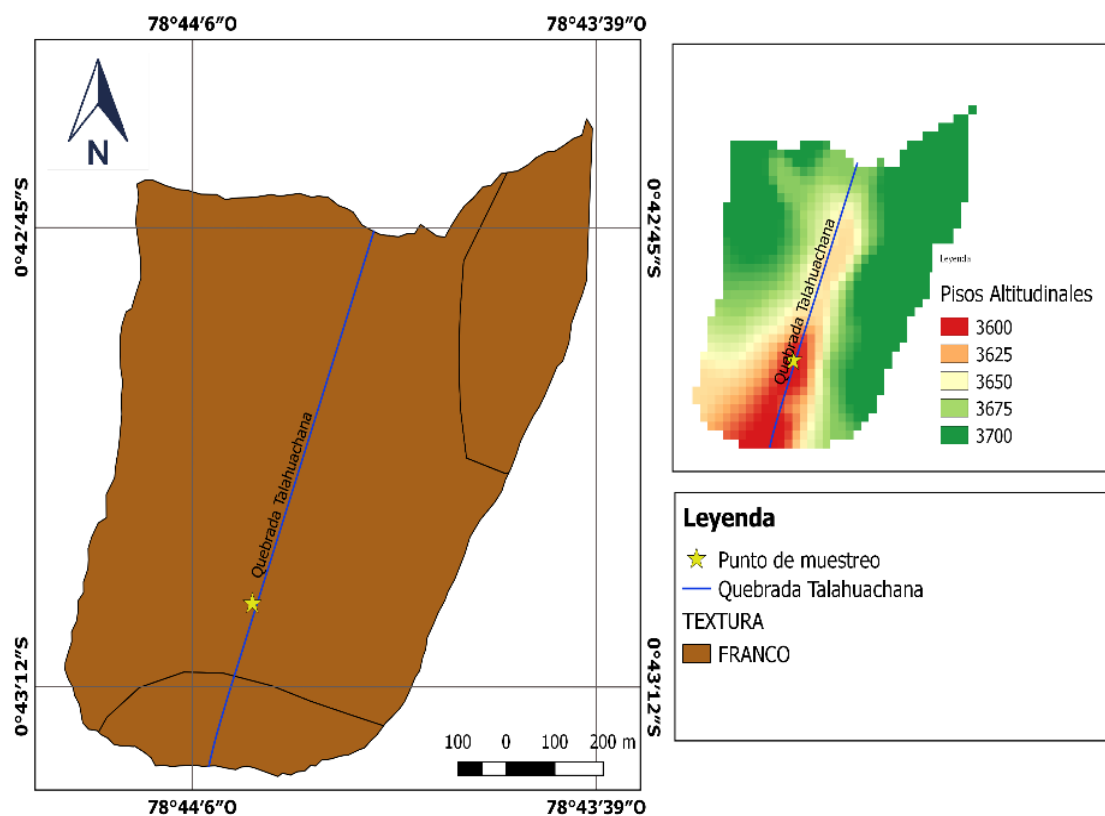 78°44′6″O
78°43′39″O
N
0°42′45″S
0°42′45″S
Quebrada Talahuachana
0°43′12″S
0°43′12″S
100 0 100 200 m
78°44′6″O
78°43′39″O
Quebrada Talahuachana
Leyenda
Pisos Altitudinales
3600
3625
3650
3675
3700
Leyenda
Punto de muestreo
Quebrada Talahuachana
TEXTURA
FRANCO